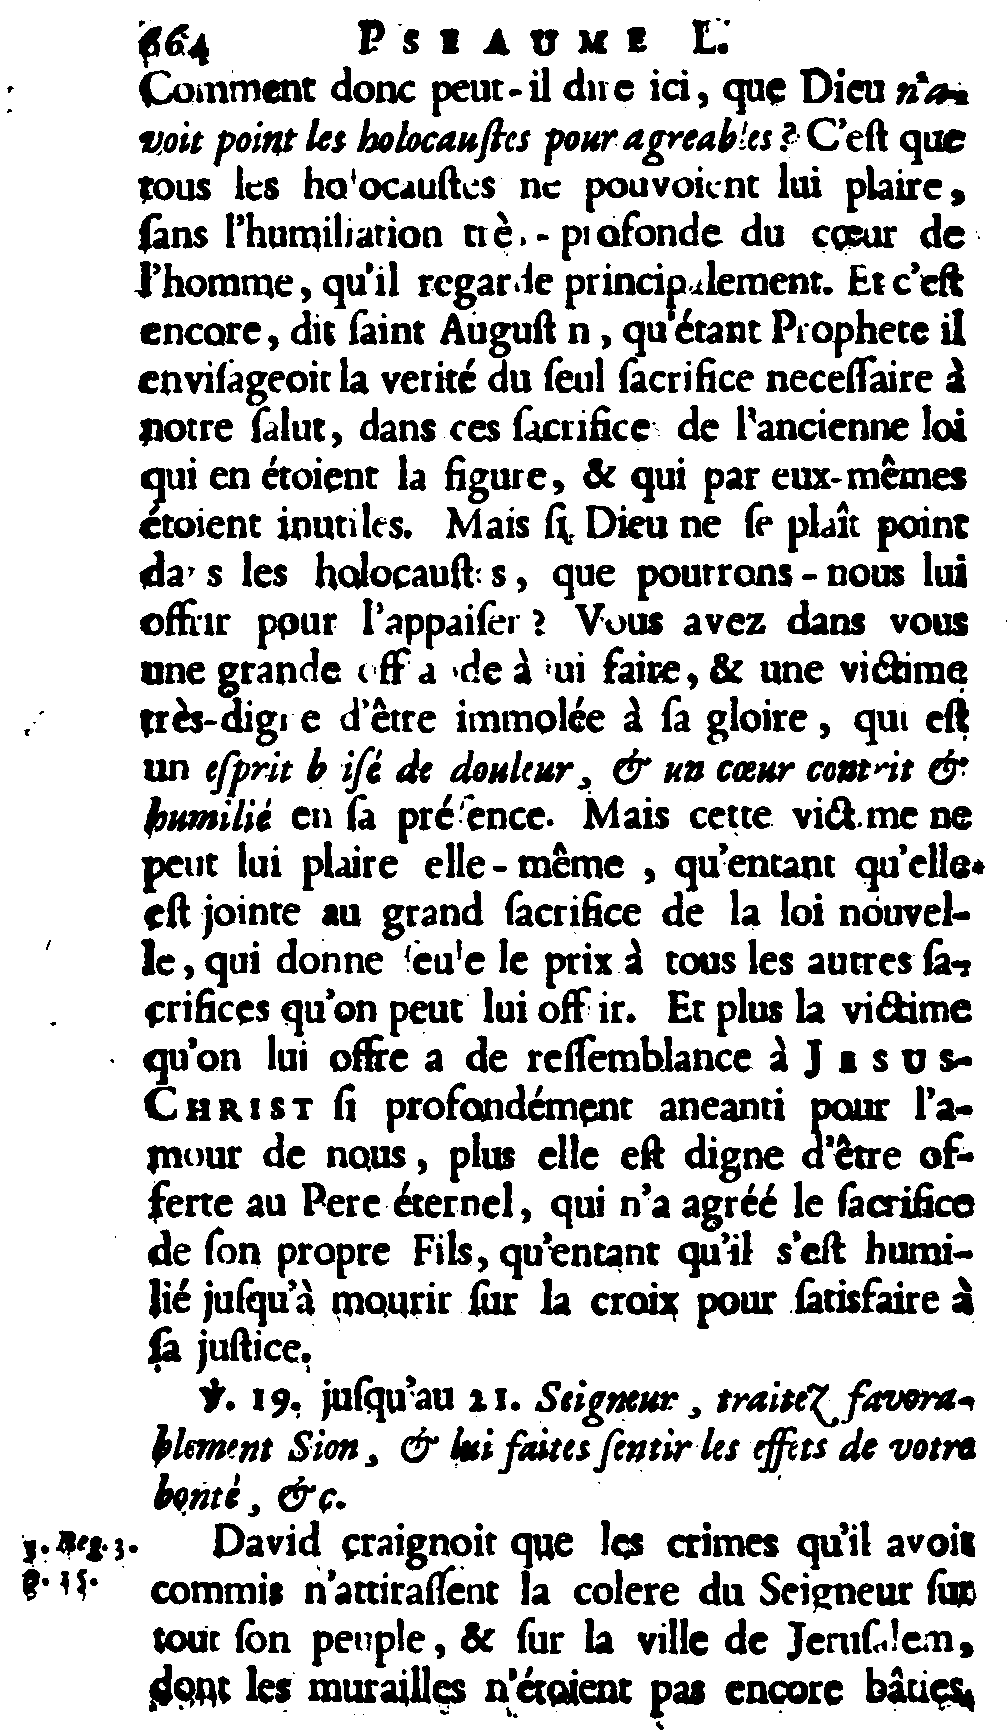 664 PSEAUME L.
Comment donc peut-il dire ici, que Dieu n'a-
voit point les holocauſtes pour agreables? C'eſt que
tous les holocauſtes ne pouvoient lui plaire,
ſans l'humiliation très-profonde du cœur de
l'homme, qu'il regarde principalement. Et c'eſt
encore, dit ſaint Auguſtin, qu'étant Prophete il
enviſageoit la verité du ſeul ſacrifice neceſſaire à
notre ſalut, dans ces ſacrifices de l'ancienne loi
qui en étoient la figure, & qui par eux-mêmes
étoient inutiles. Mais ſi Dieu ne ſe plaît point
dans les holocauſtes, que pourrons-nous lui
offrir pour l'appaiſer? Vous avez dans vous
une grande offrande à lui faire, & une victime
très-digne d'être immolée à ſa gloire, qui eſt
un eſprit briſé de douleur, & un cœur contrit &
humilié en ſa préſence. Mais cette victime ne
peut lui plaire elle-même, qu'entant qu'elle
eſt jointe au grand ſacrifice de la loi nouvel-
le, qui donne ſeule le prix à tous les autres ſa-
crifices qu'on peut lui offrir. Et plus la victime
qu'on lui offre a de reſſemblance à JESUS-
CHRIST ſi profondément aneanti pour l'a-
mour de nous, plus elle eſt digne d'être of-
ferte au Pere éternel, qui n'a agréé le ſacrifice
de ſon propre Fils, qu'entant qu'il s'eſt humi-
lié juſqu'à mourir ſur la croix pour ſatisfaire à
ſa juſtice.
℣. 19. juſqu'au 21. Seigneur, traitez favora-
blement Sion, & lui faites ſentir les effets de votre
bonté, &c.
3. Reg. 3.
David craignoit que les crimes qu'il avoit
commis n'attiraſſent la colere du Seigneur ſur
tout ſon peuple, & ſur la ville de Jeruſalem,
dont les murailles n'étoient pas encore bâties,